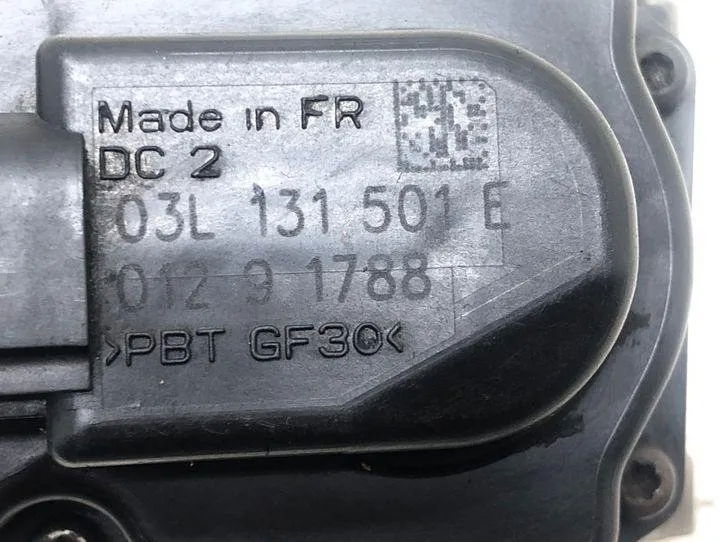 Made in FR
DC 2
03L 131 501 E
012 9 1788
>PBT GF30<